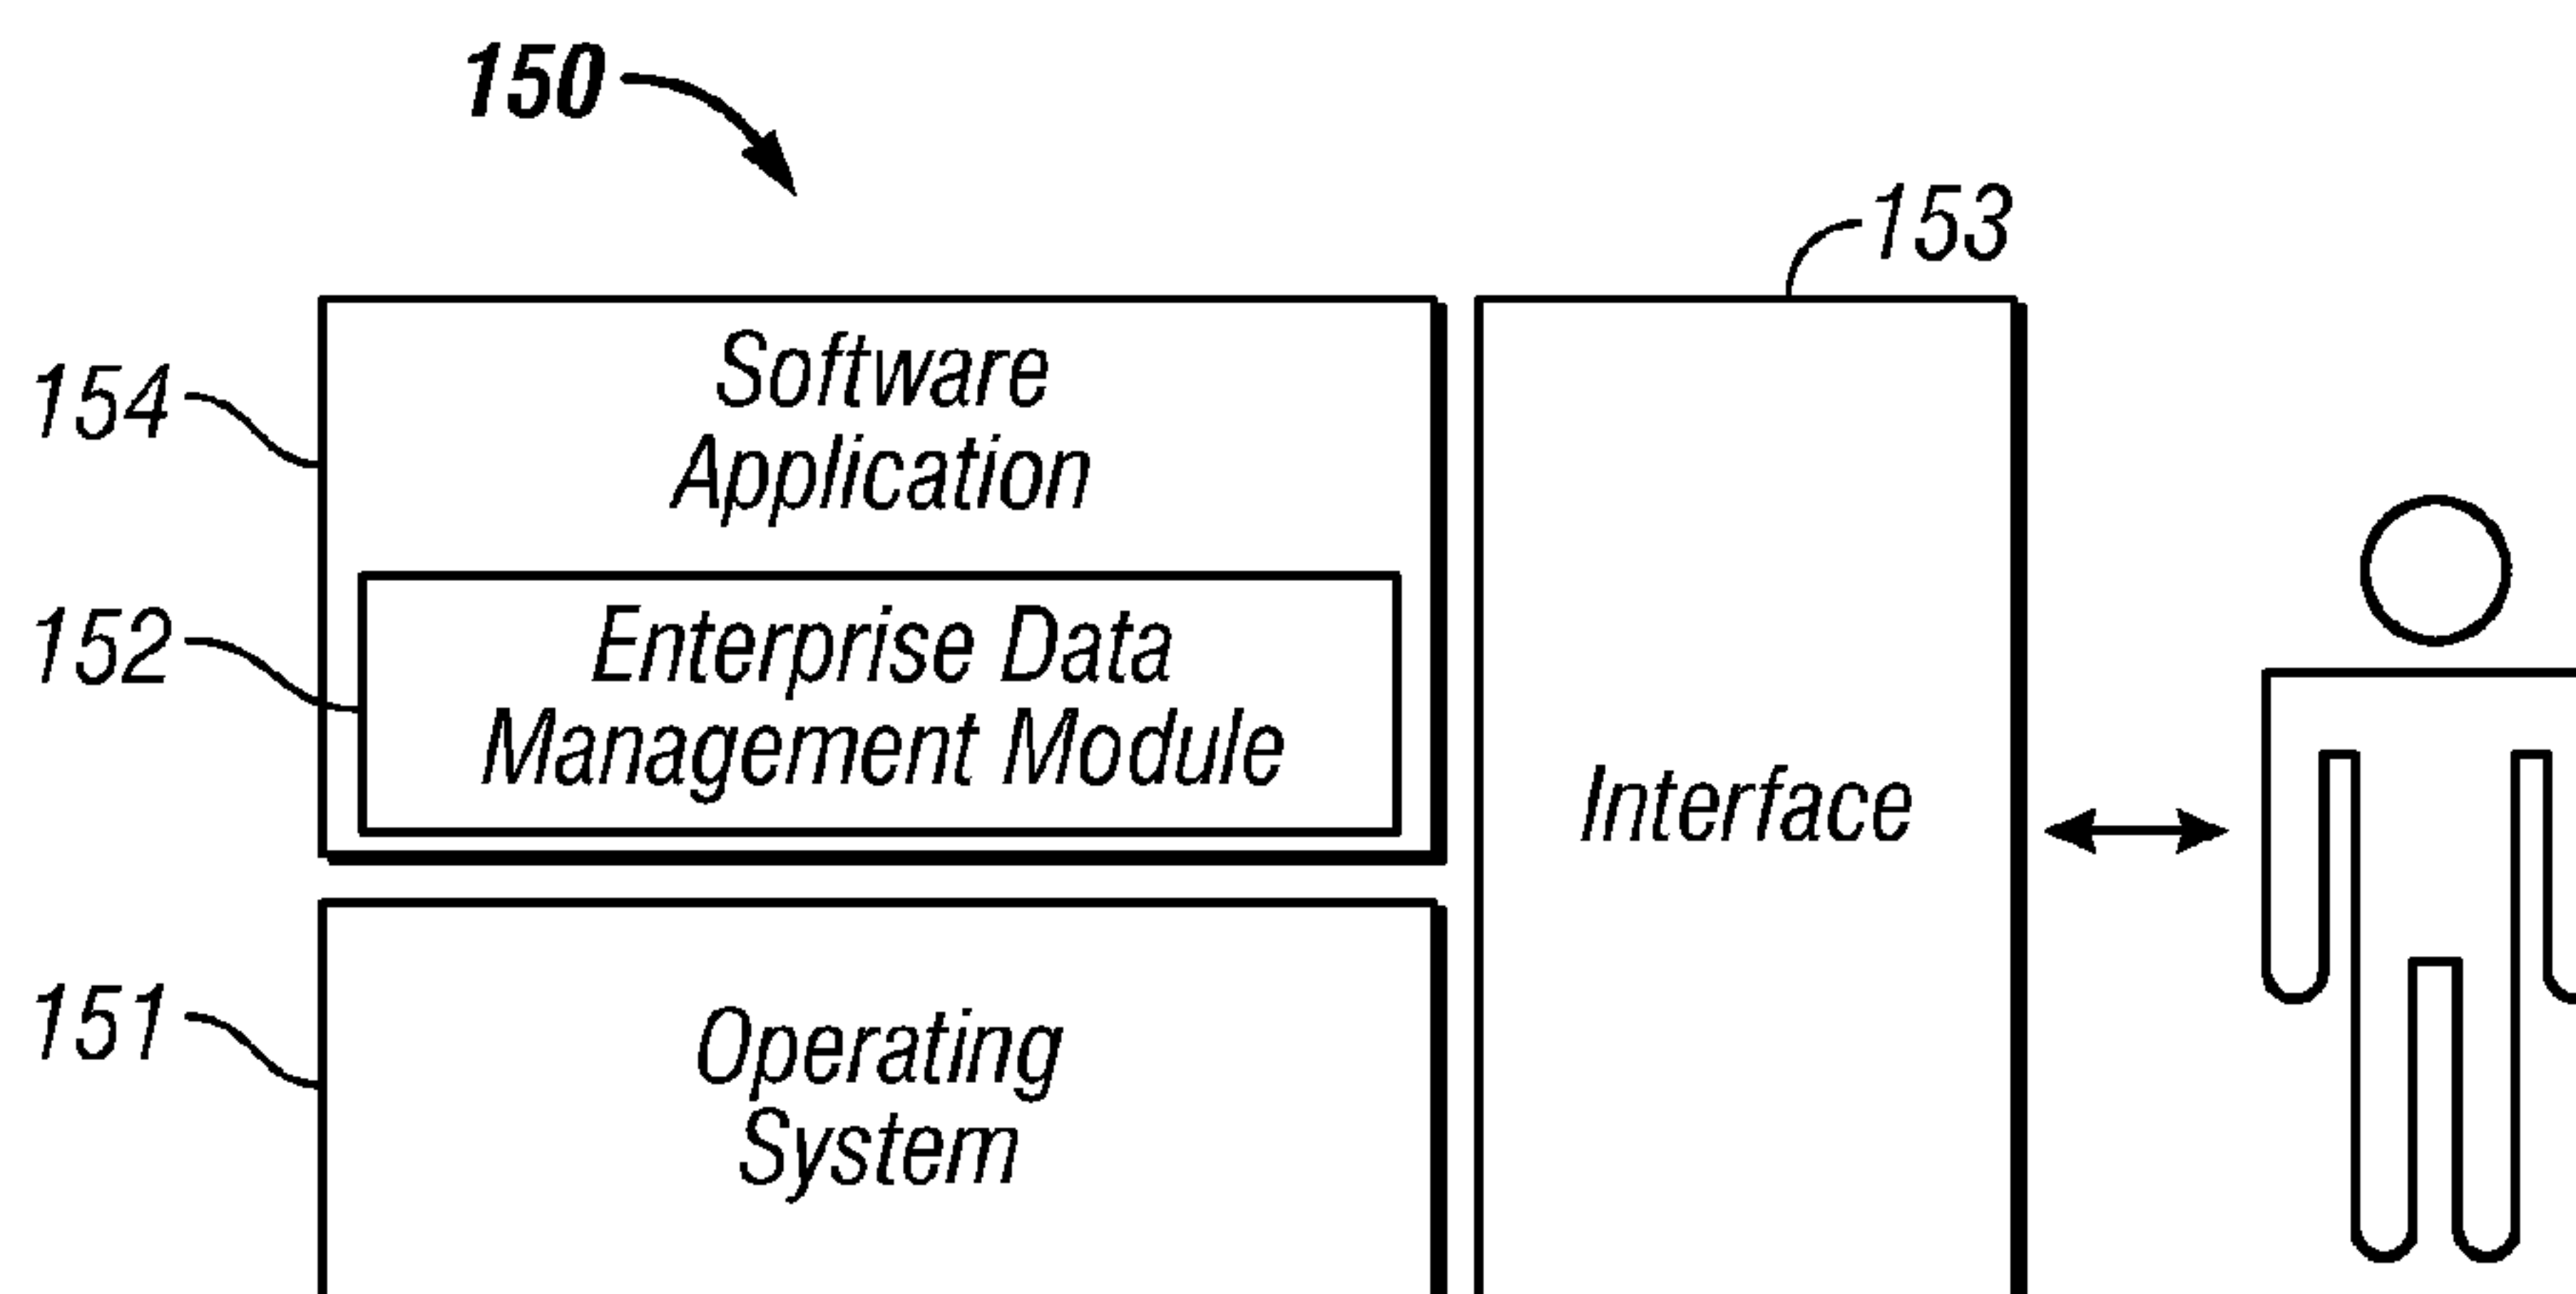 150
153
154
Software
Application
152
Enterprise Data
Management Module
Interface
151
Operating
System